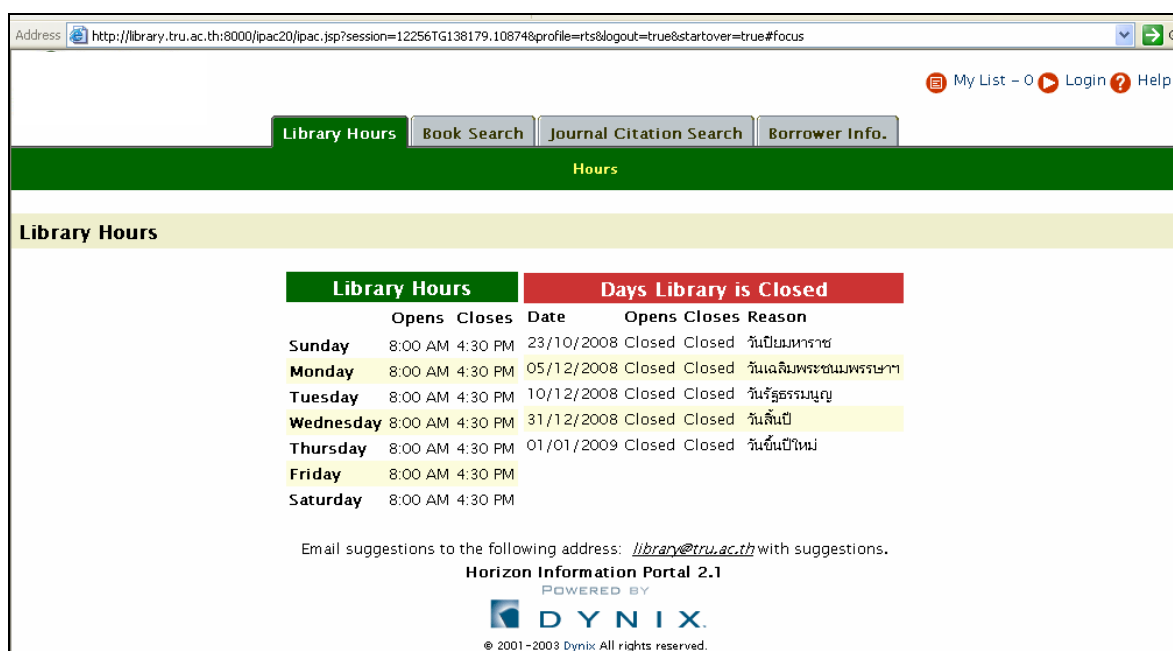 Address http://library.tru.ac.th:8000/ipac20/ipac.jsp?session=12256TG138179.10874&profile=rts&logout=true&startover=true#focus
My List - 0 Login Help
Library Hours Book Search Journal Citation Search Borrower Info.
Hours
Library Hours
Library Hours Days Library is Closed
Opens Closes Date Opens Closes Reason
Sunday 8:00 AM 4:30 PM 23/10/2008 Closed Closed วันปิยมหาราช
Monday 8:00 AM 4:30 PM 05/12/2008 Closed Closed วันเฉลิมพระชนมพรรษาฯ
Tuesday 8:00 AM 4:30 PM 10/12/2008 Closed Closed วันรัฐธรรมนูญ
Wednesday 8:00 AM 4:30 PM 31/12/2008 Closed Closed วันสิ้นปี
Thursday 8:00 AM 4:30 PM 01/01/2009 Closed Closed วันขึ้นปีใหม่
Friday 8:00 AM 4:30 PM
Saturday 8:00 AM 4:30 PM
Email suggestions to the following address: library@tru.ac.th with suggestions.
Horizon Information Portal 2.1
POWERED BY
DYNIX.
© 2001-2003 Dynix All rights reserved.